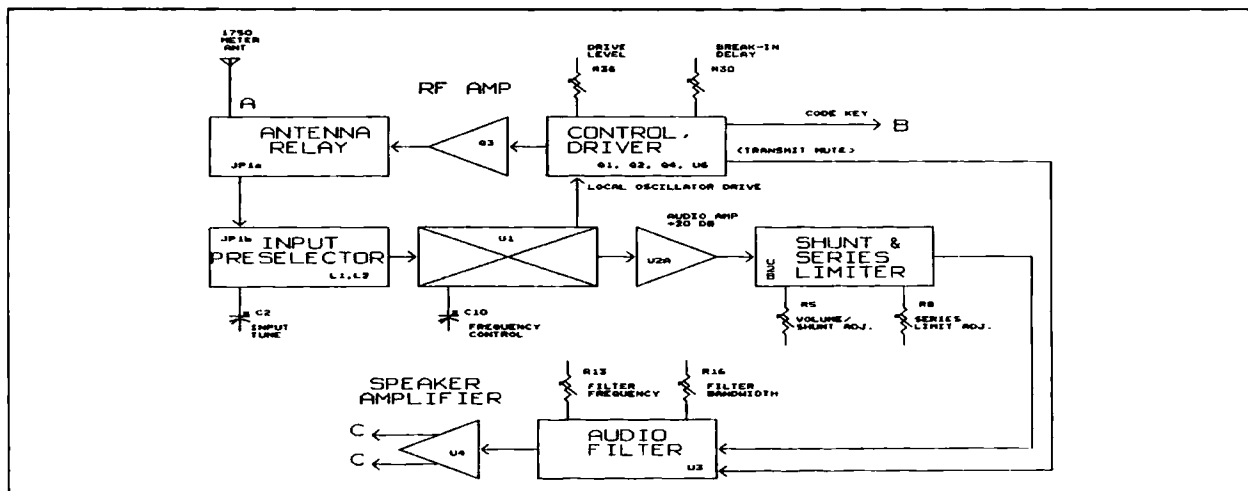 1750
METER
ANT
A
RF AMP
DRIVE
LEVEL
R36
BREAK-IN
DELAY
R30
ANTENNA
RELAY
JP1a
Q3
CONTROL,
DRIVER
Q1, Q2, Q4, U6
CODE KEY
B
(TRANSMIT MUTE)
LOCAL OSCILLATOR DRIVE
JP1b
INPUT
PRESELECTOR
L1,L2
U1
AUDIO AMP
+20 DB
U2A
SHUNT &
SERIES
LIMITER
C2
INPUT
TUNE
C10
FREQUENCY
CONTROL
R5
VOLUME/
SHUNT ADJ.
R8
SERIES
LIMIT ADJ.
SPEAKER
AMPLIFIER
R13
FILTER
FREQUENCY
R16
FILTER
BANDWIDTH
C
C
U4
AUDIO
FILTER
U3